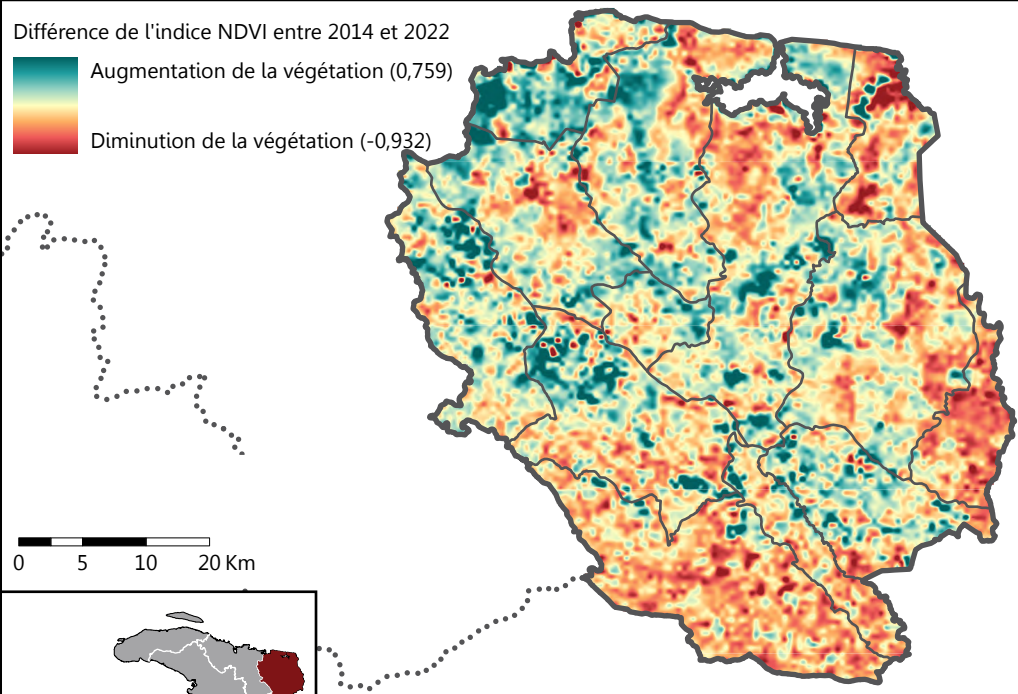 Différence de l'indice NDVI entre 2014 et 2022
Augmentation de la végétation (0,759)
Diminution de la végétation (-0,932)
0 5 10 20 Km